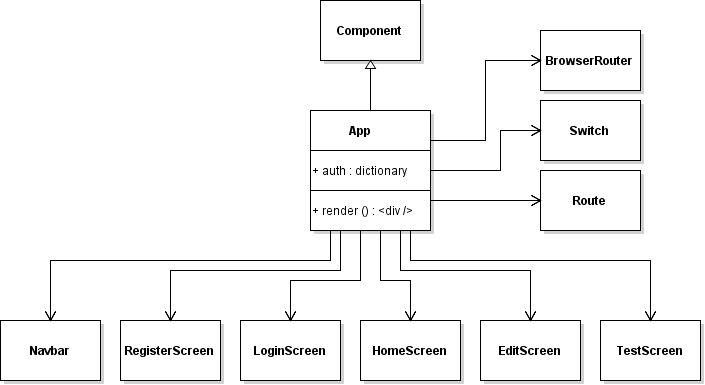 Component
BrowserRouter
App
Switch
+ auth : dictionary
Route
+ render () : <div />
Navbar
RegisterScreen
LoginScreen
HomeScreen
EditScreen
TestScreen